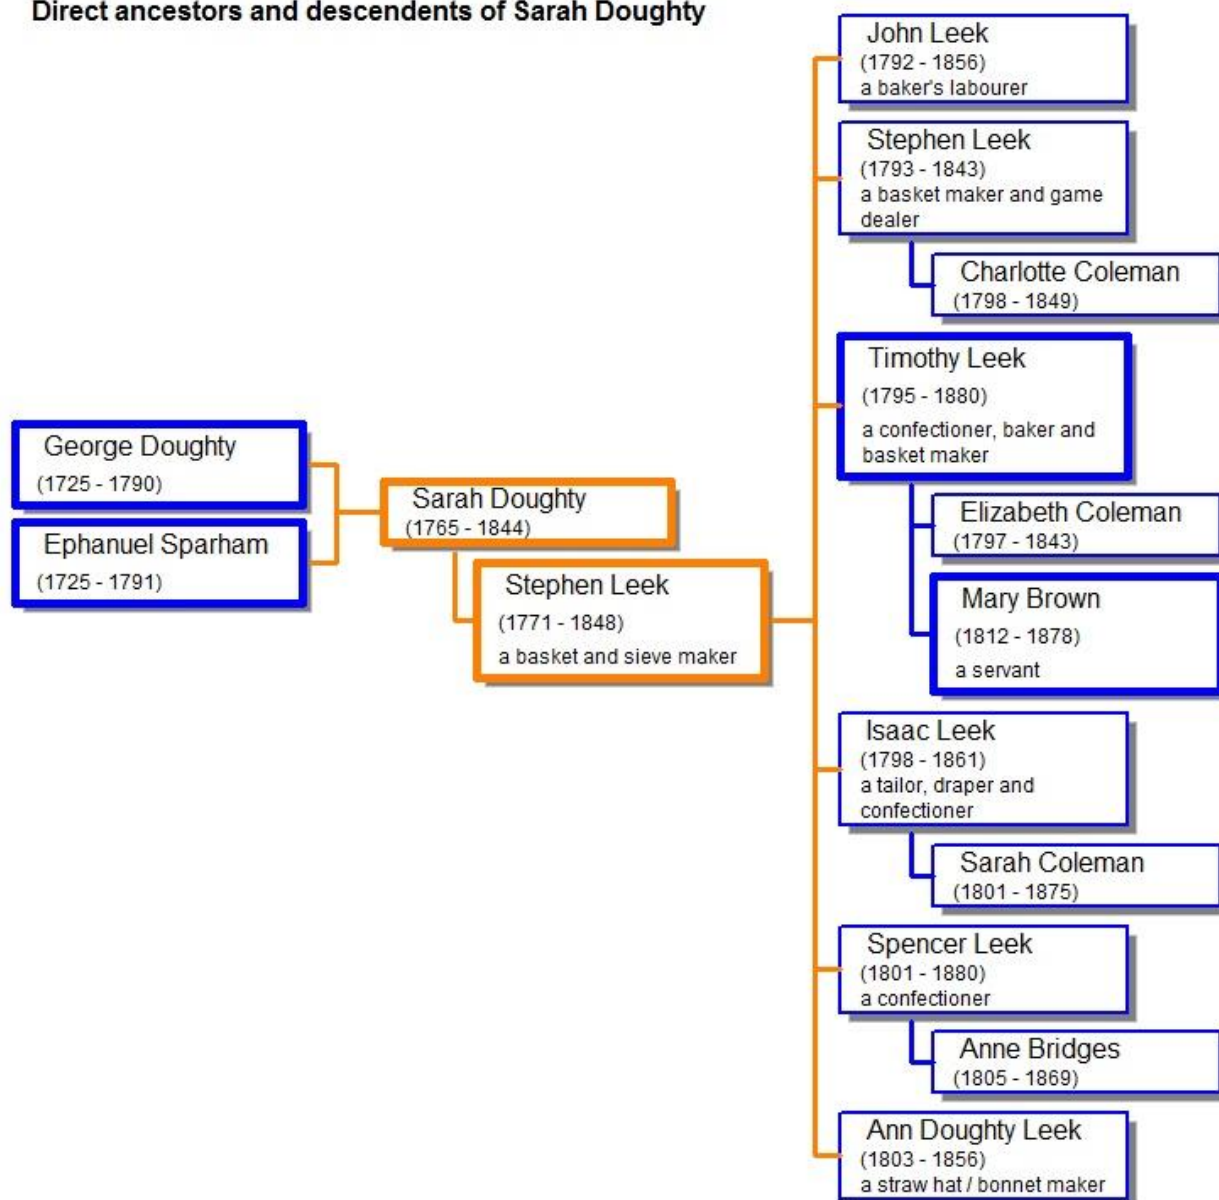 Direct ancestors and descendents of Sarah Doughty
George Doughty
(1725 - 1790)
Ephanuel Sparham
(1725 - 1791)
Sarah Doughty
(1765 - 1844)
Stephen Leek
(1771 - 1848)
a basket and sieve maker
John Leek
(1792 - 1856)
a baker's labourer
Stephen Leek
(1793 - 1843)
a basket maker and game
dealer
Charlotte Coleman
(1798 - 1849)
Timothy Leek
(1795 - 1880)
a confectioner, baker and
basket maker
Elizabeth Coleman
(1797 - 1843)
Mary Brown
(1812 - 1878)
a servant
Isaac Leek
(1798 - 1861)
a tailor, draper and
confectioner
Sarah Coleman
(1801 - 1875)
Spencer Leek
(1801 - 1880)
a confectioner
Anne Bridges
(1805 - 1869)
Ann Doughty Leek
(1803 - 1856)
a straw hat / bonnet maker